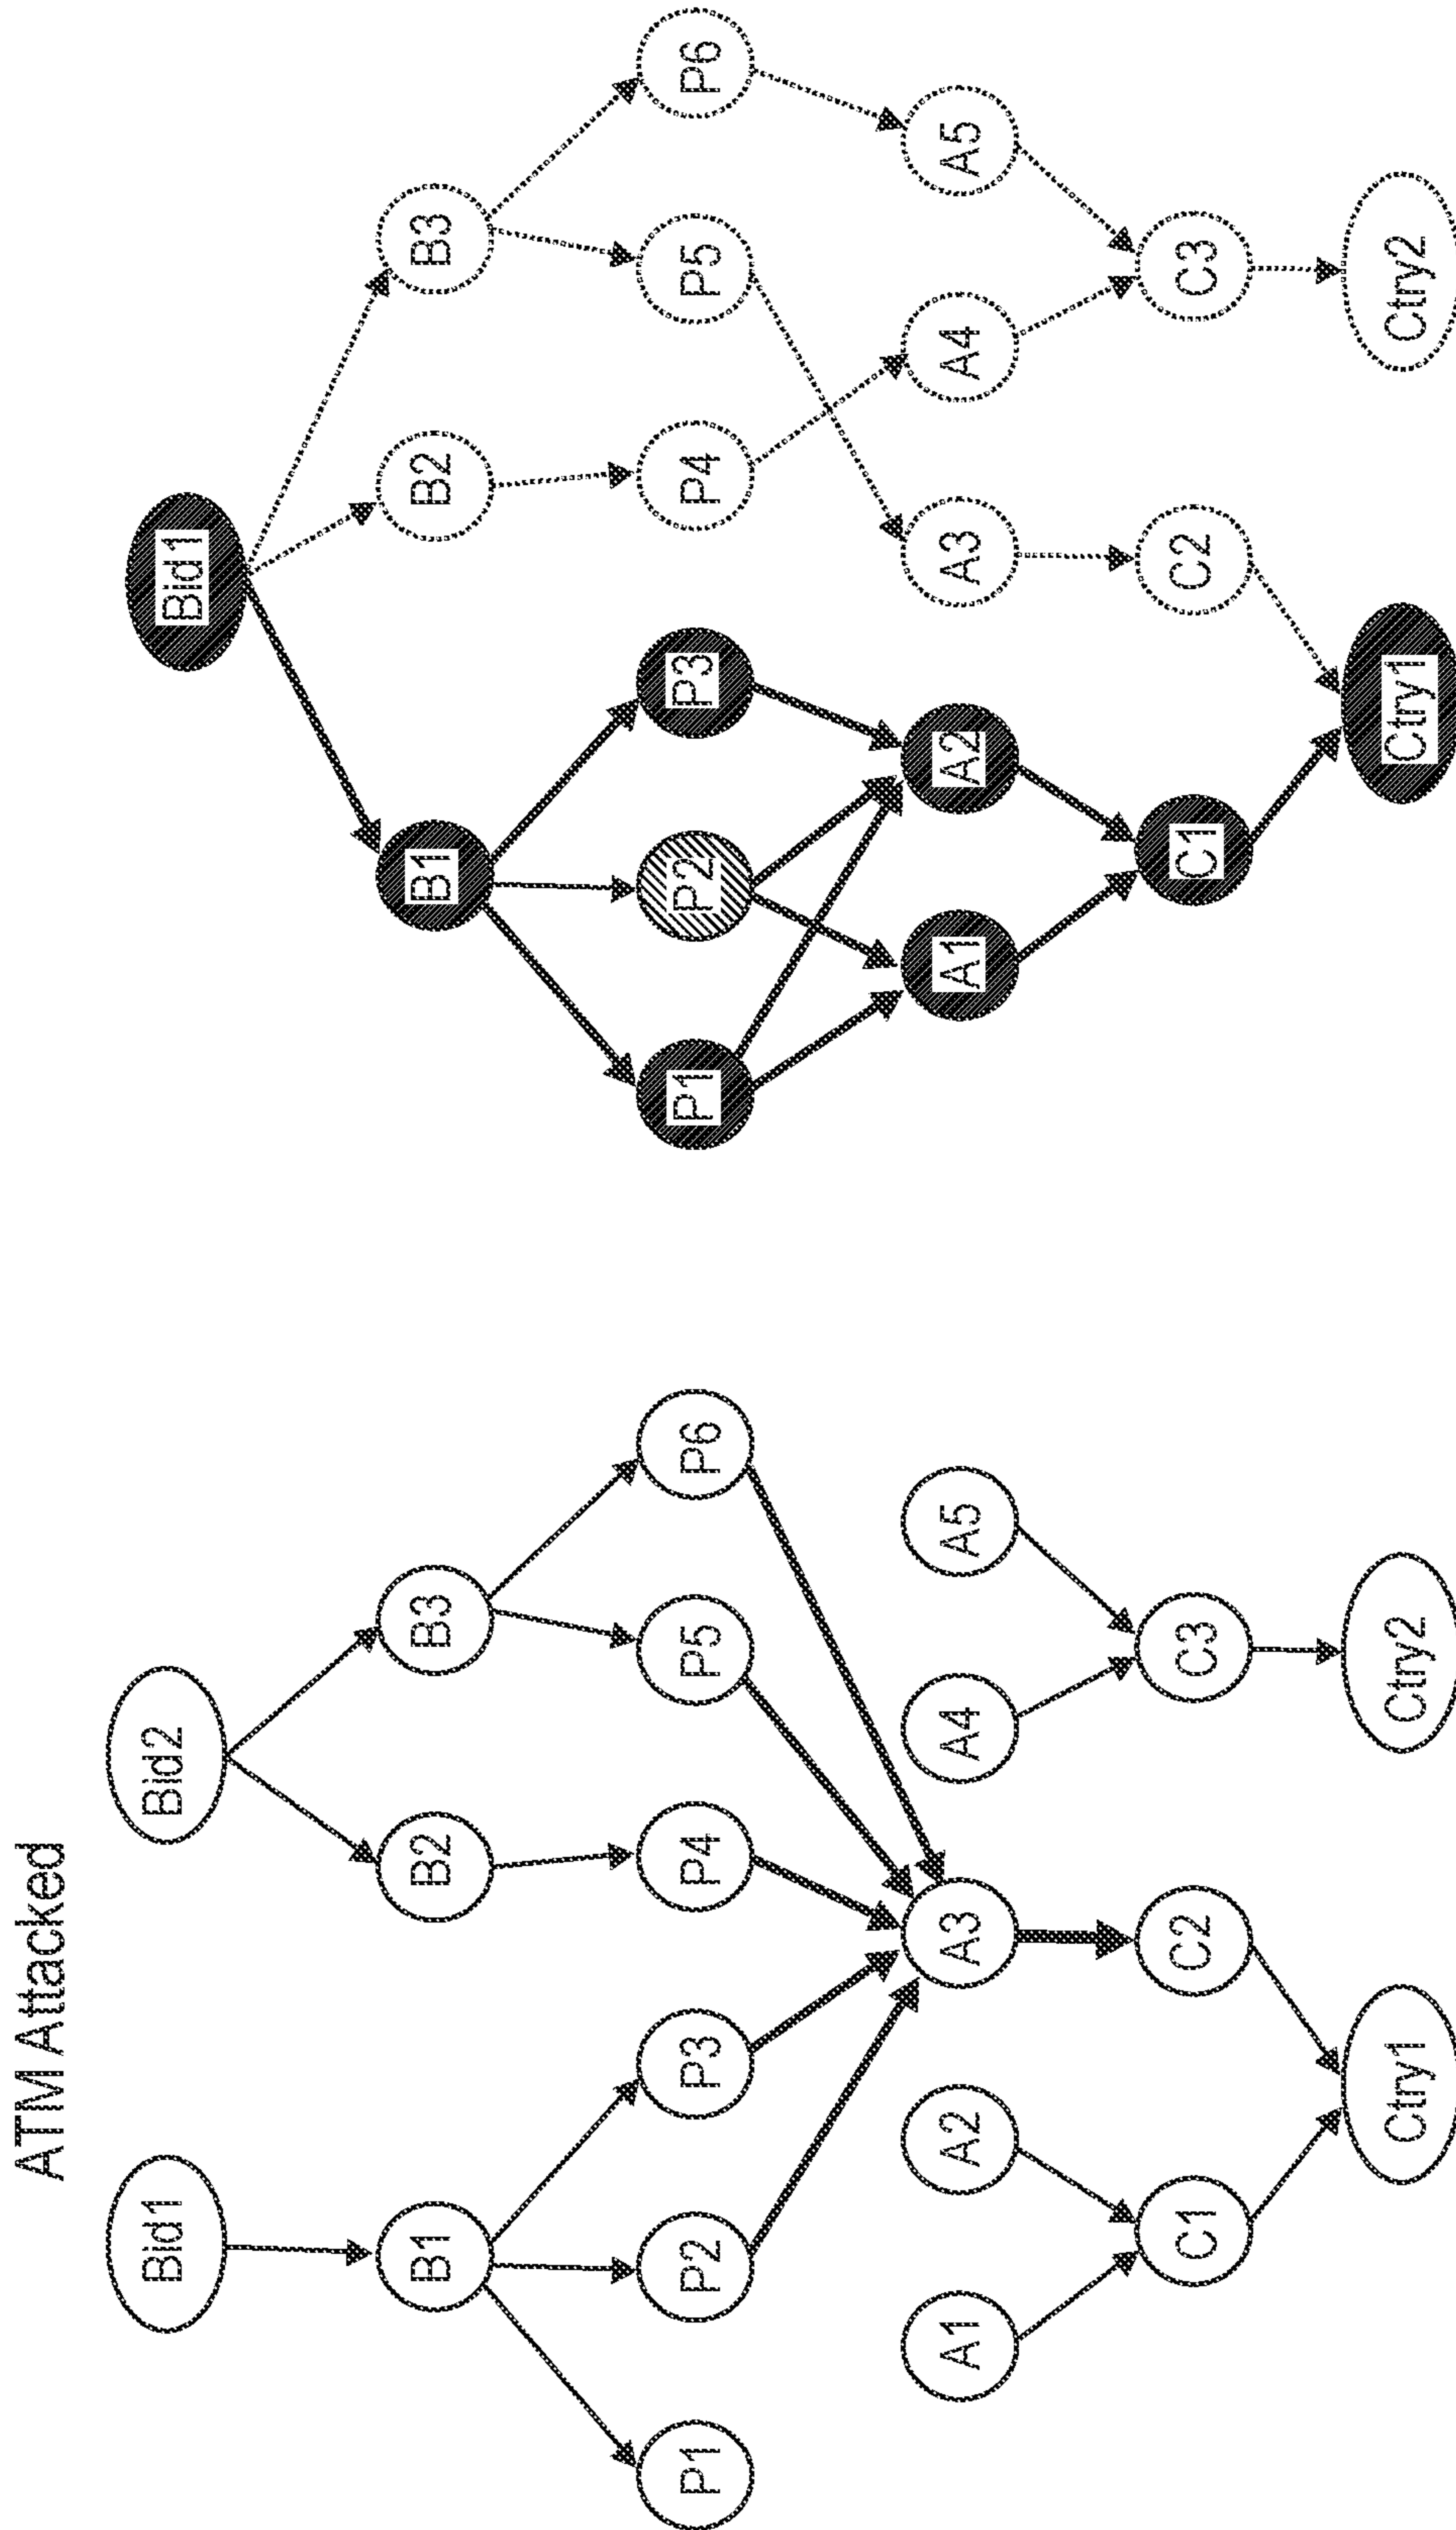 ATM Attacked
Bid1 Bid2
B1 B2 B3
P1 P2 P3 P4 P5 P6
A1 A2 A3 A4 A5
C1 C2 C3
Ctry1 Ctry2
Bid1
B1 B2 B3
P1 P2 P3 P4 P5 P6
A1 A2 A3 A4 A5
C1 C2 C3
Ctry1 Ctry2